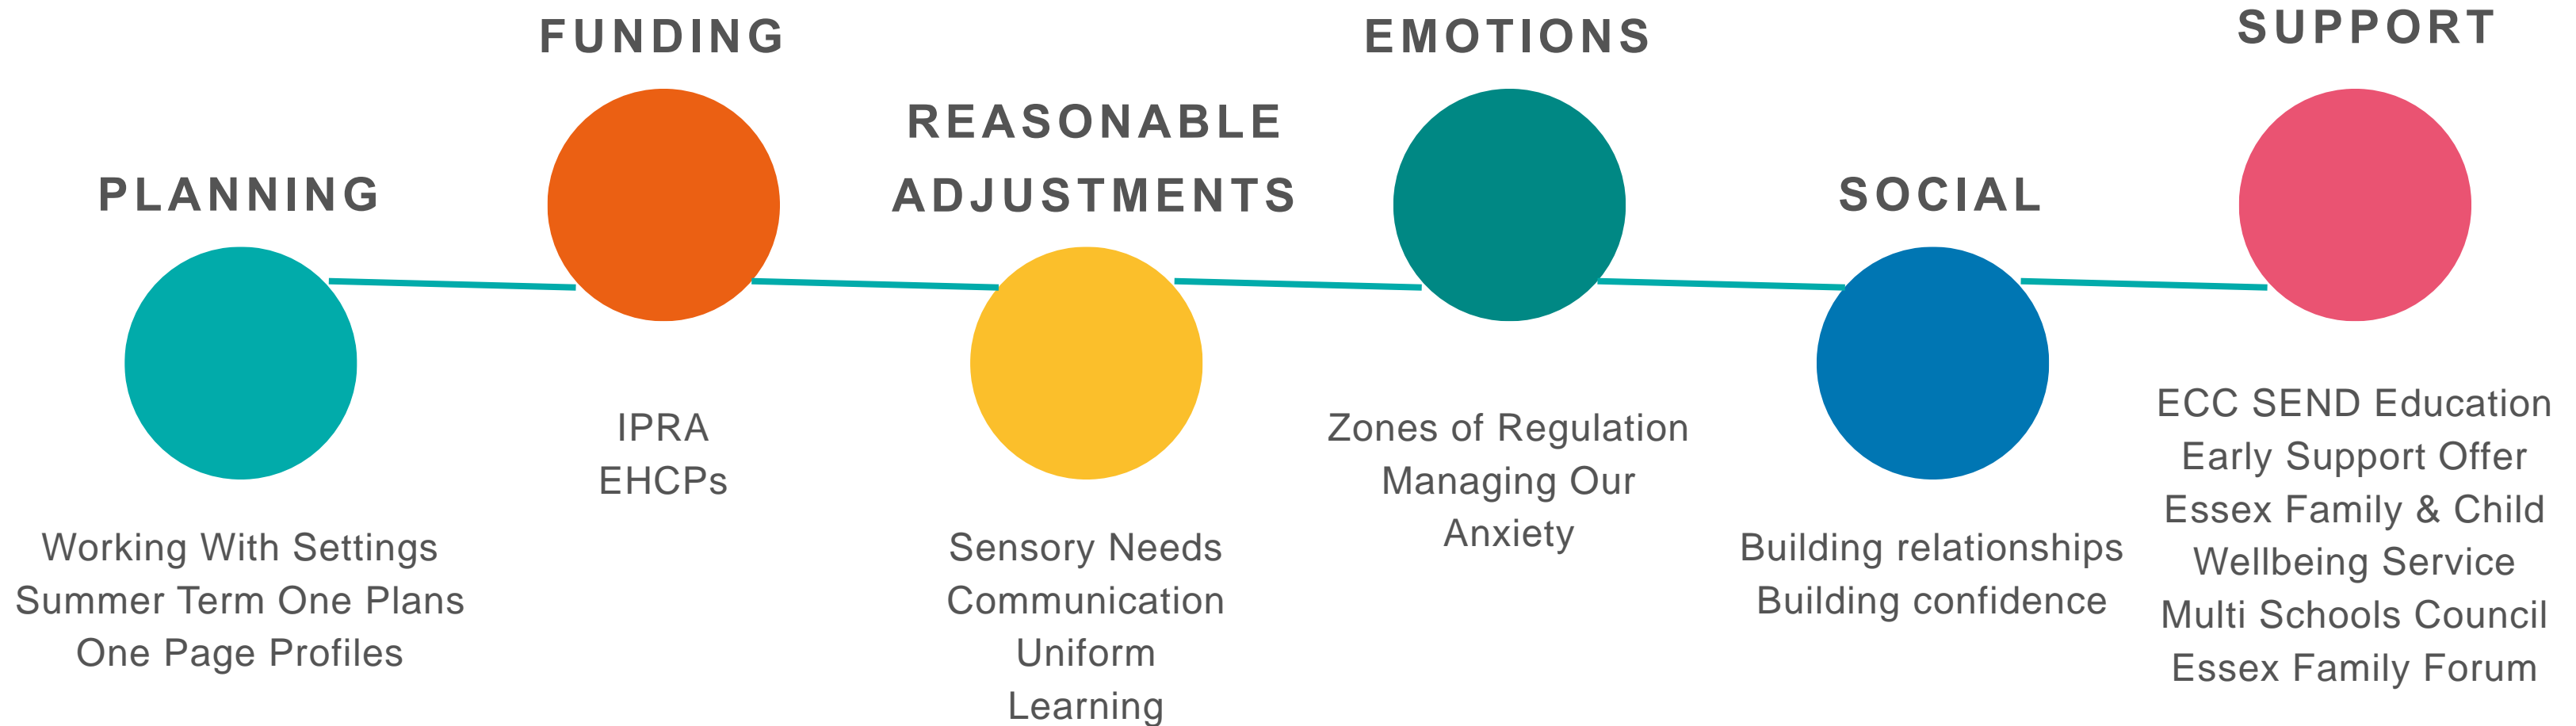 PLANNING
Working With Settings
Summer Term One Plans
One Page Profiles
FUNDING
IPRA
EHCPs
REASONABLE
ADJUSTMENTS
Sensory Needs
Communication
Uniform
Learning
EMOTIONS
Zones of Regulation
Managing Our
Anxiety
SOCIAL
Building relationships
Building confidence
SUPPORT
ECC SEND Education
Early Support Offer
Essex Family & Child
Wellbeing Service
Multi Schools Council
Essex Family Forum